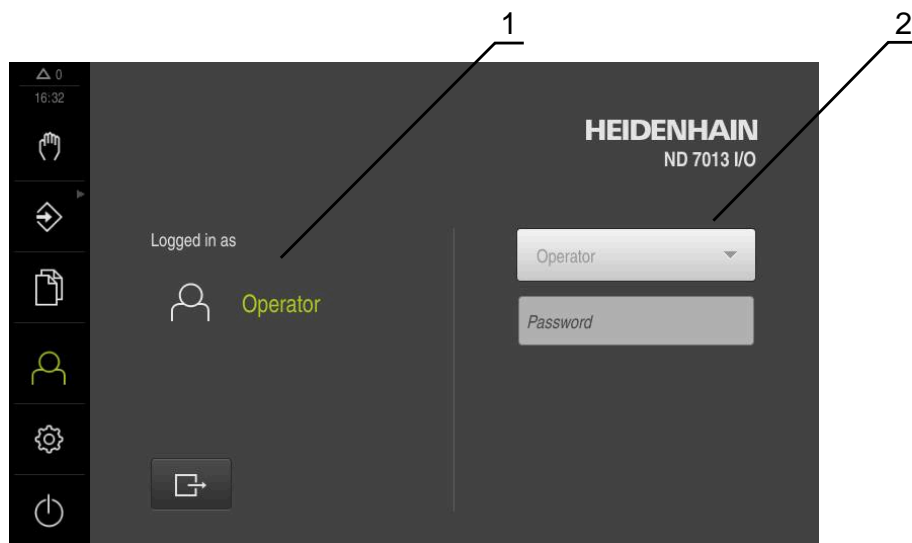 1
2
△ 0
16:32
HEIDENHAIN
ND 7013 I/O
Logged in as
Operator
Operator
Password